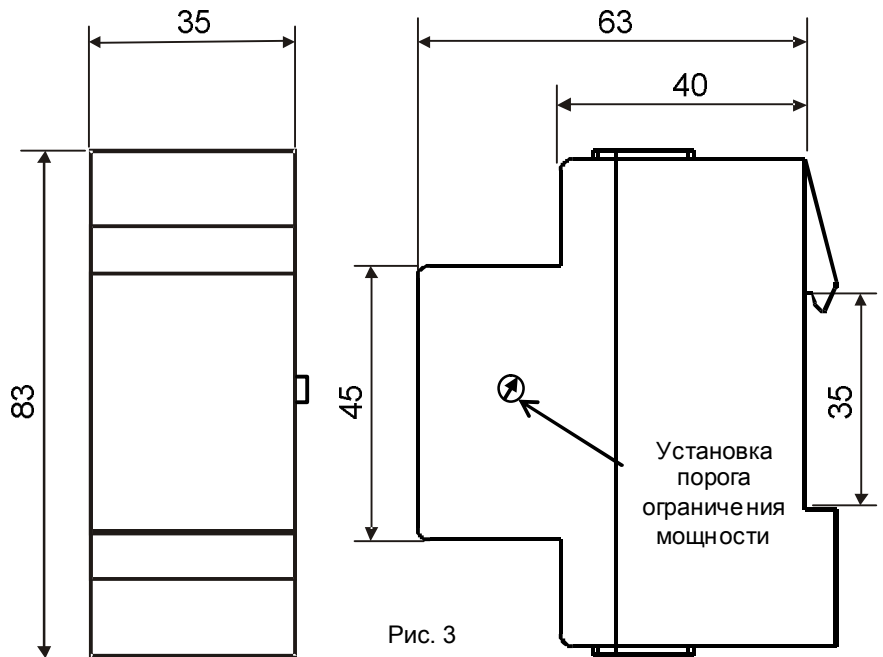 35
63
40
83
45
35
Установка
порога
ограничения
мощности
Рис. 3